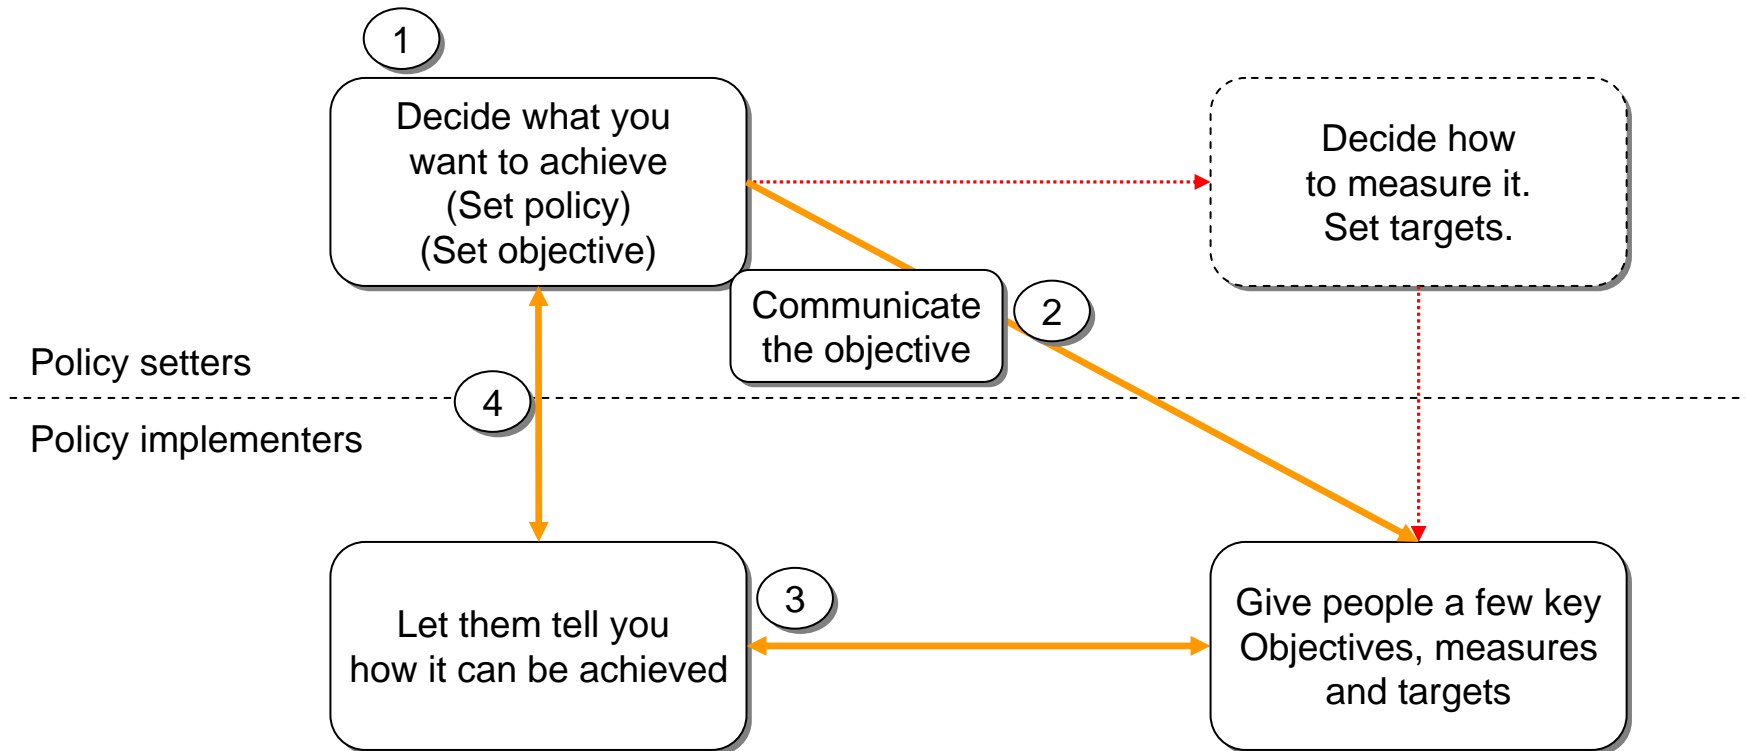 1
Decide what you
want to achieve
(Set policy)
(Set objective)
Decide how
to measure it.
Set targets.
Communicate
the objective
2
Policy setters
4
Policy implementers
3
Let them tell you
how it can be achieved
Give people a few key
Objectives, measures
and targets